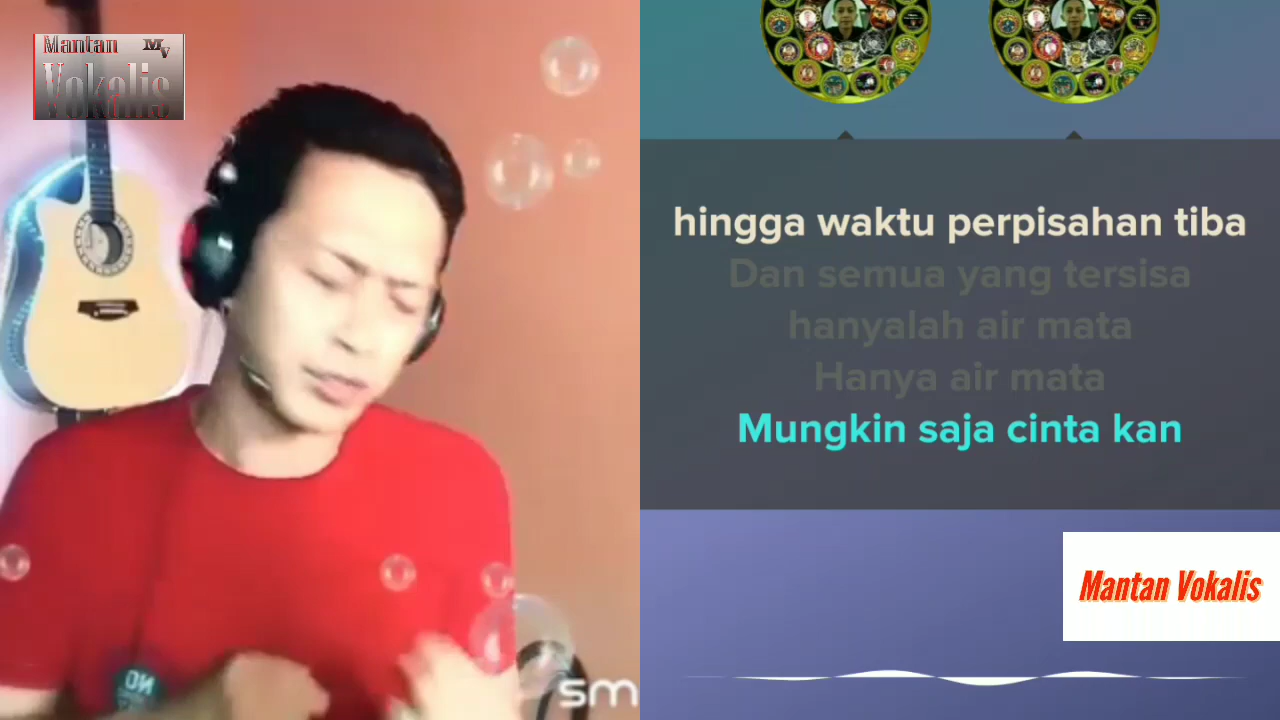 Mantan MV
Vokalis
hingga waktu perpisahan tiba
Dan semua yang tersisa
hanyalah air mata
Hanya air mata
Mungkin saja cinta kan
Mantan Vokalis
NO
sm